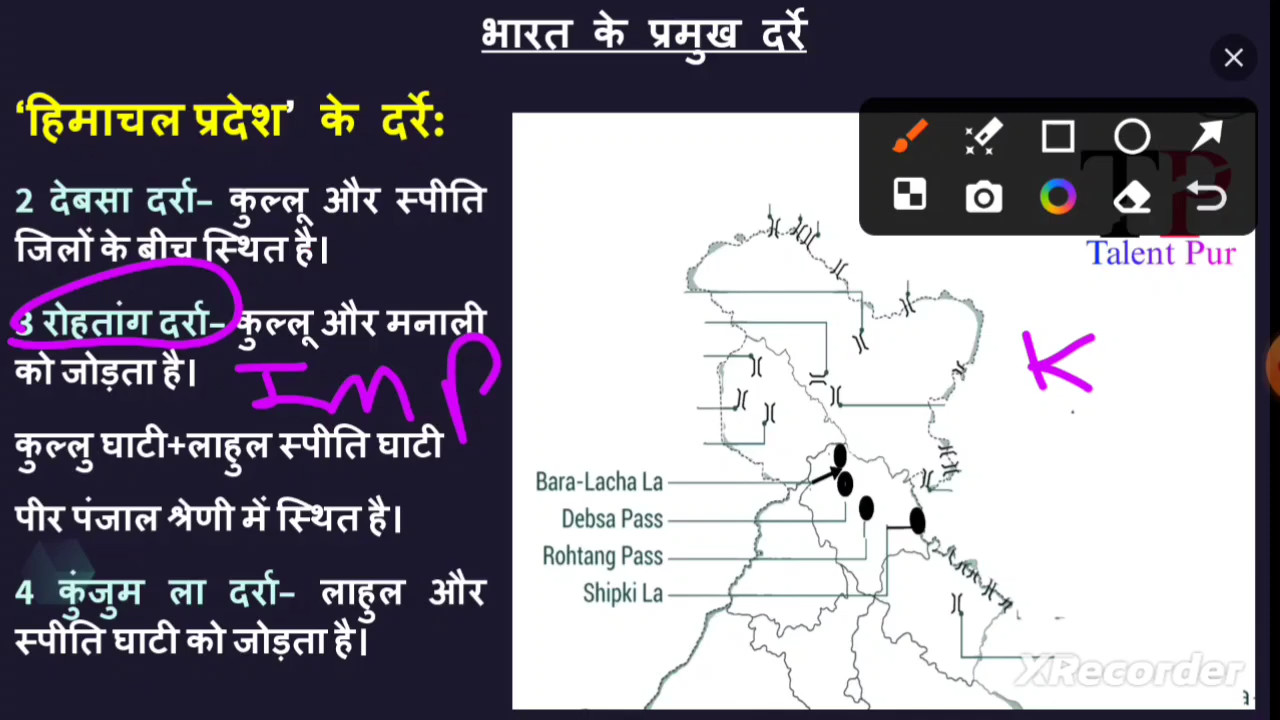 भारत के प्रमुख दर्रे
‘हिमाचल प्रदेश’ के दर्रे:
2 देबसा दर्रा– कुल्लू और स्पीति
जिलों के बीच स्थित है।
3 रोहतांग दर्रा– कुल्लू और मनाली
को जोड़ता है।
IMP
कुल्लु घाटी+लाहुल स्पीति घाटी
पीर पंजाल श्रेणी में स्थित है।
4 कुंजुम ला दर्रा– लाहुल और
स्पीति घाटी को जोड़ता है।
TP
Talent Pur
K
Bara-Lacha La
Debsa Pass
Rohtang Pass
Shipki La
XRecorder